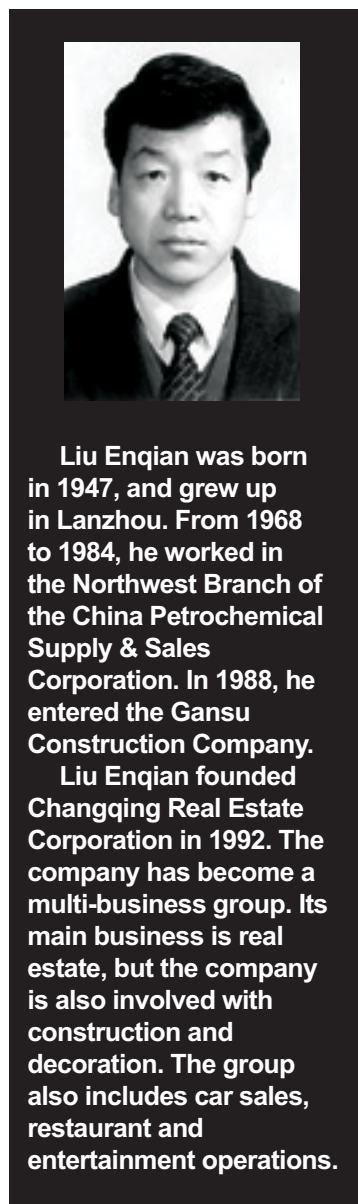 Liu Enqian was born
in 1947, and grew up
in Lanzhou. From 1968
to 1984, he worked in
the Northwest Branch of
the China Petrochemical
Supply & Sales
Corporation. In 1988, he
entered the Gansu
Construction Company.
Liu Enqian founded
Changqing Real Estate
Corporation in 1992. The
company has become a
multi-business group. Its
main business is real
estate, but the company
is also involved with
construction and
decoration. The group
also includes car sales,
restaurant and
entertainment operations.